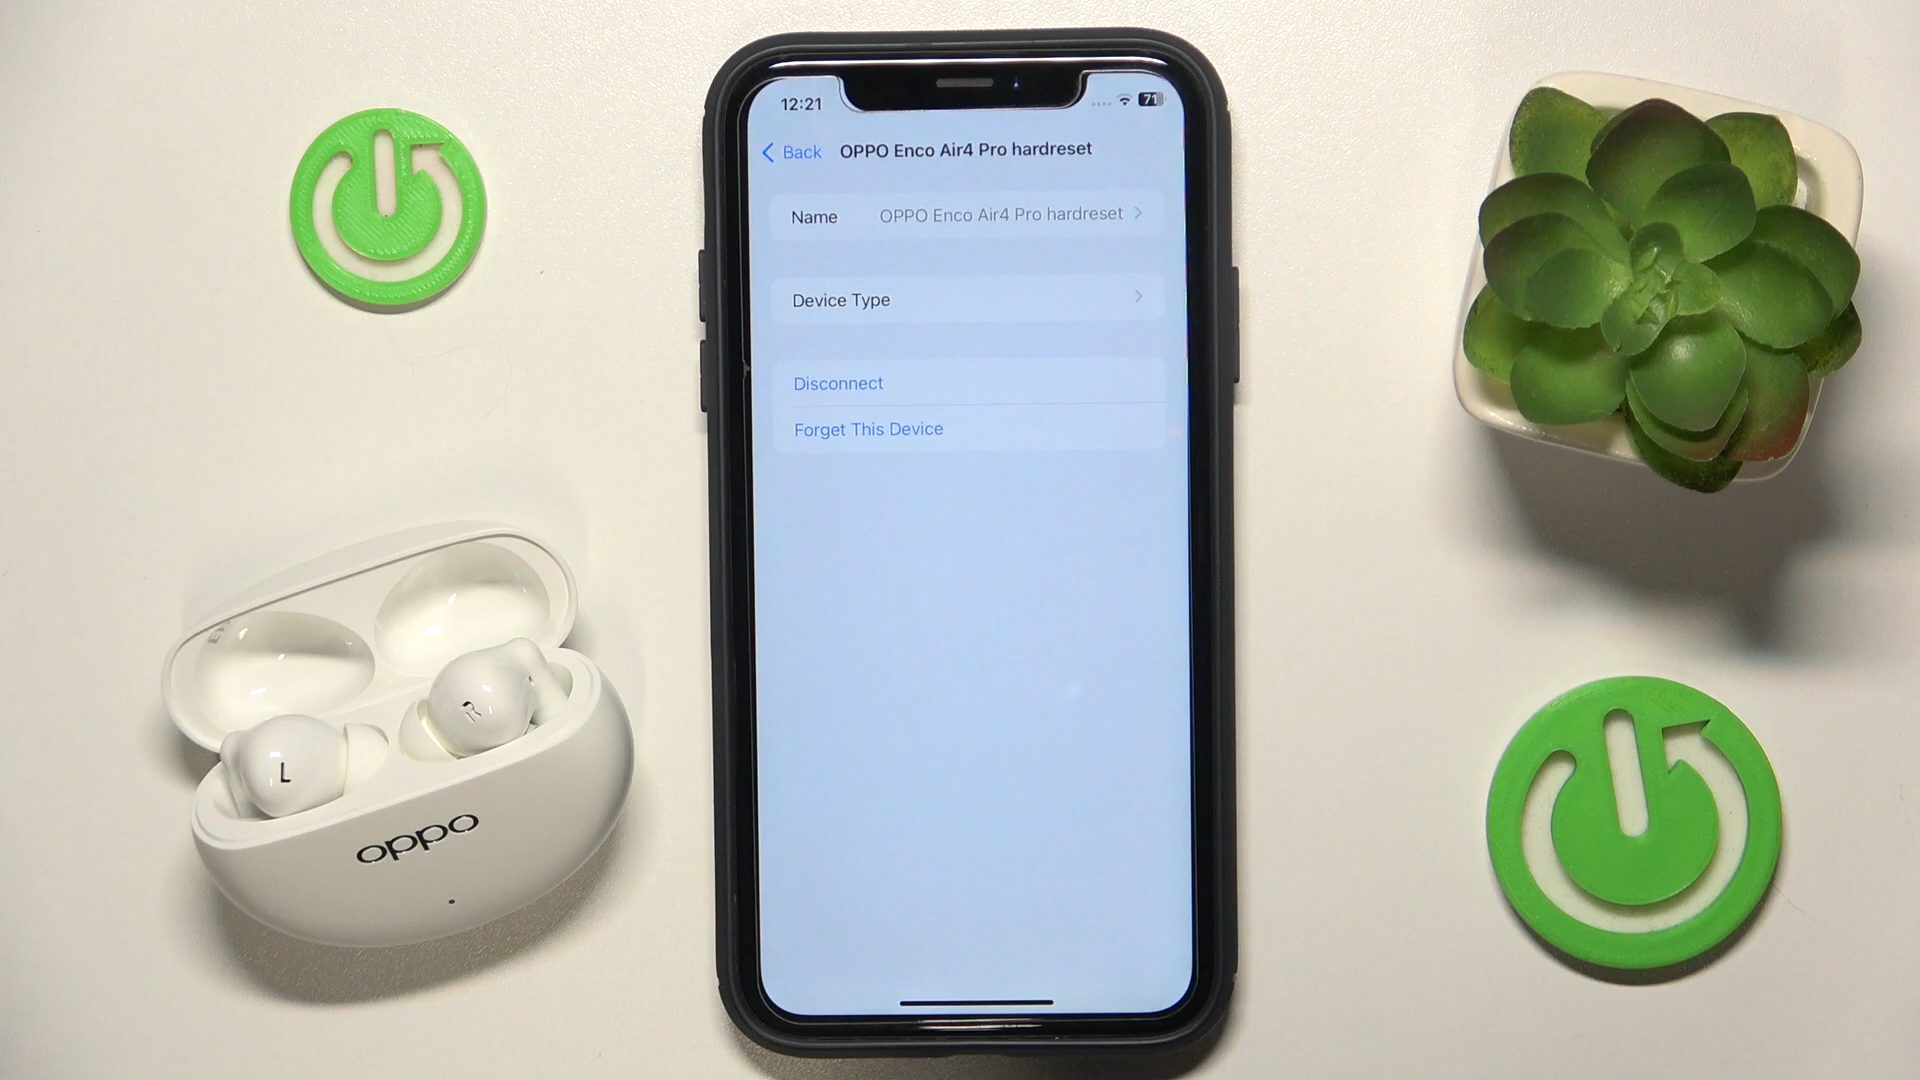 12:21
71
Back
OPPO Enco Air4 Pro hardreset
Name
OPPO Enco Air4 Pro hardreset
Device Type
Disconnect
Forget This Device
R
L
oppo